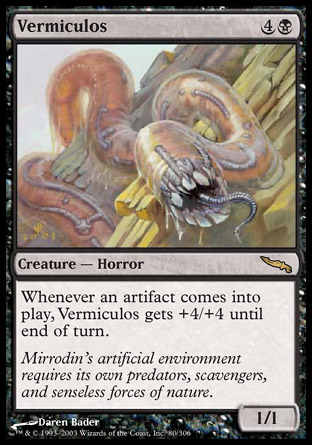 Vermiculos 4
Creature — Horror
Whenever an artifact comes into
play, Vermiculos gets +4/+4 until
end of turn.
Mirrodin's artificial environment
requires its own predators, scavengers,
and senseless forces of nature.
1/1
Daren Bader
™ & © 1993-2003 Wizards of the Coast, Inc. 80/306